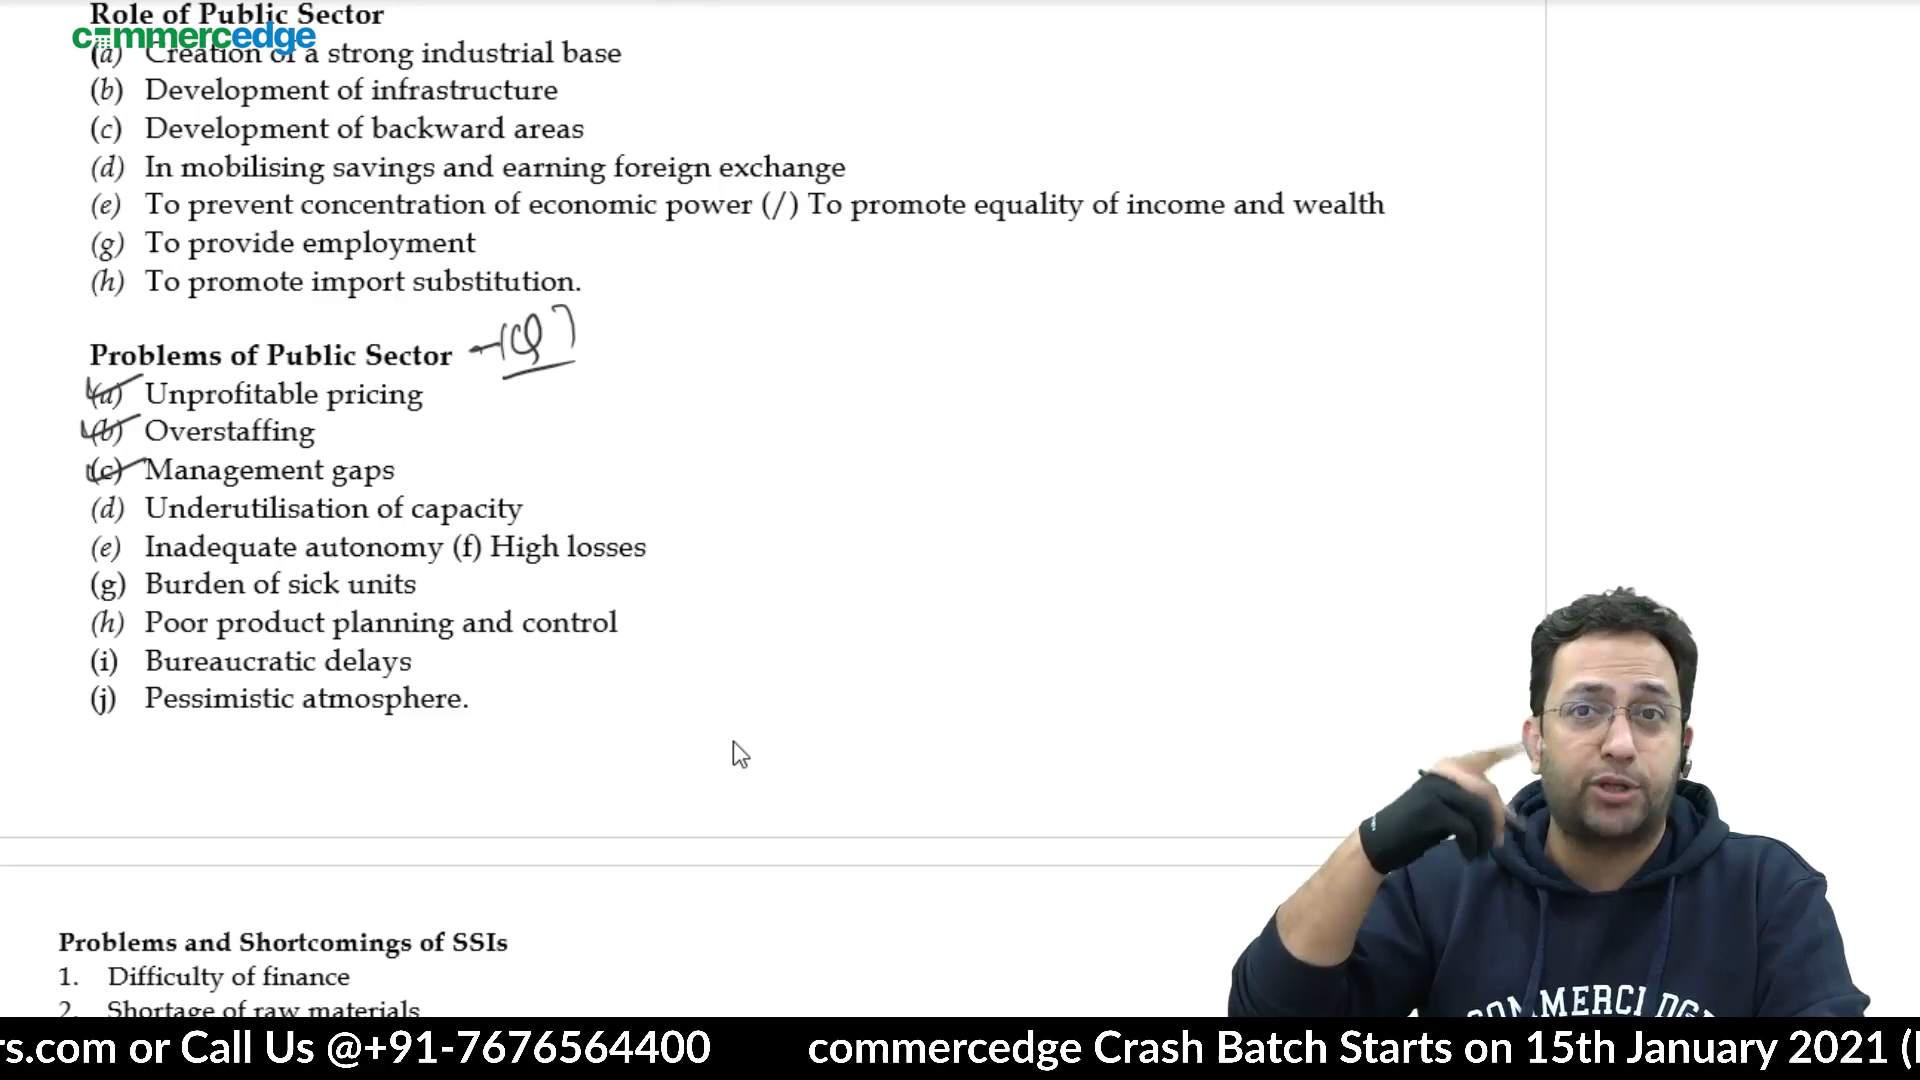 Role of Public Sector
commercedge
(a) Creation of a strong industrial base
(b) Development of infrastructure
(c) Development of backward areas
(d) In mobilising savings and earning foreign exchange
(e) To prevent concentration of economic power (/) To promote equality of income and wealth
(g) To provide employment
(h) To promote import substitution.
Problems of Public Sector
(a) Unprofitable pricing
(b) Overstaffing
(c) Management gaps
(d) Underutilisation of capacity
(e) Inadequate autonomy (f) High losses
(g) Burden of sick units
(h) Poor product planning and control
(i) Bureaucratic delays
(j) Pessimistic atmosphere.
Problems and Shortcomings of SSIs
1. Difficulty of finance
2. Shortage of raw materials
rs.com or Call Us @+91-7676564400 commercedge Crash Batch Starts on 15th January 2021 (